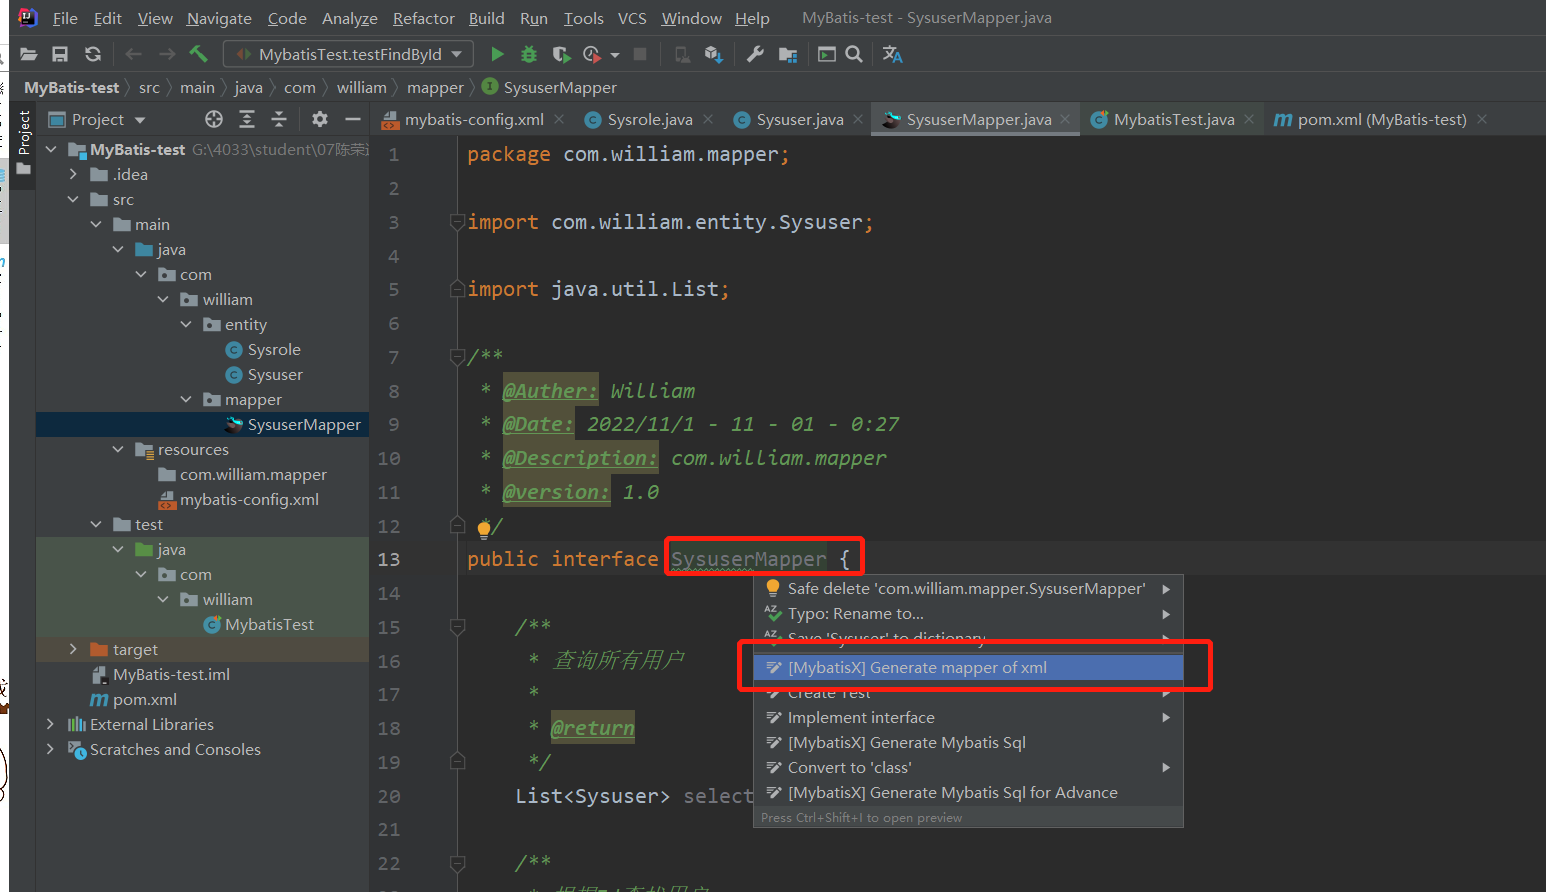 File Edit View Navigate Code Analyze Refactor Build Run Tools VCS Window Help MyBatis-test - SysuserMapper.java
MybatisTest.testFindById
MyBatis-test src main java com william mapper SysuserMapper
Project
Project
mybatis-config.xml Sysrole.java Sysuser.java SysuserMapper.java MybatisTest.java pom.xml (MyBatis-test)
MyBatis-test G:\4033\student\07陈荣
.idea
src
main
java
com
william
entity
Sysrole
Sysuser
mapper
SysuserMapper
resources
com.william.mapper
mybatis-config.xml
test
java
com
william
MybatisTest
target
MyBatis-test.iml
pom.xml
External Libraries
Scratches and Consoles
1 package com.william.mapper;
2
3 import com.william.entity.Sysuser;
4
5 import java.util.List;
6
7 /**
8 * @Auther: William
9 * @Date: 2022/11/1 - 11 - 01 - 0:27
10 * @Description: com.william.mapper
11 * @version: 1.0
12 */
13 public interface SysuserMapper {
14
15 /**
16 * 查询所有用户
17 *
18 * @return
19 */
20 List<Sysuser> select
21
22 /**
Safe delete 'com.william.mapper.SysuserMapper'
Typo: Rename to...
Save 'Sysuser' to dictionary
[MybatisX] Generate mapper of xml
Create Test
Implement interface
[MybatisX] Generate Mybatis Sql
Convert to 'class'
[MybatisX] Generate Mybatis Sql for Advance
Press Ctrl+Shift+I to open preview